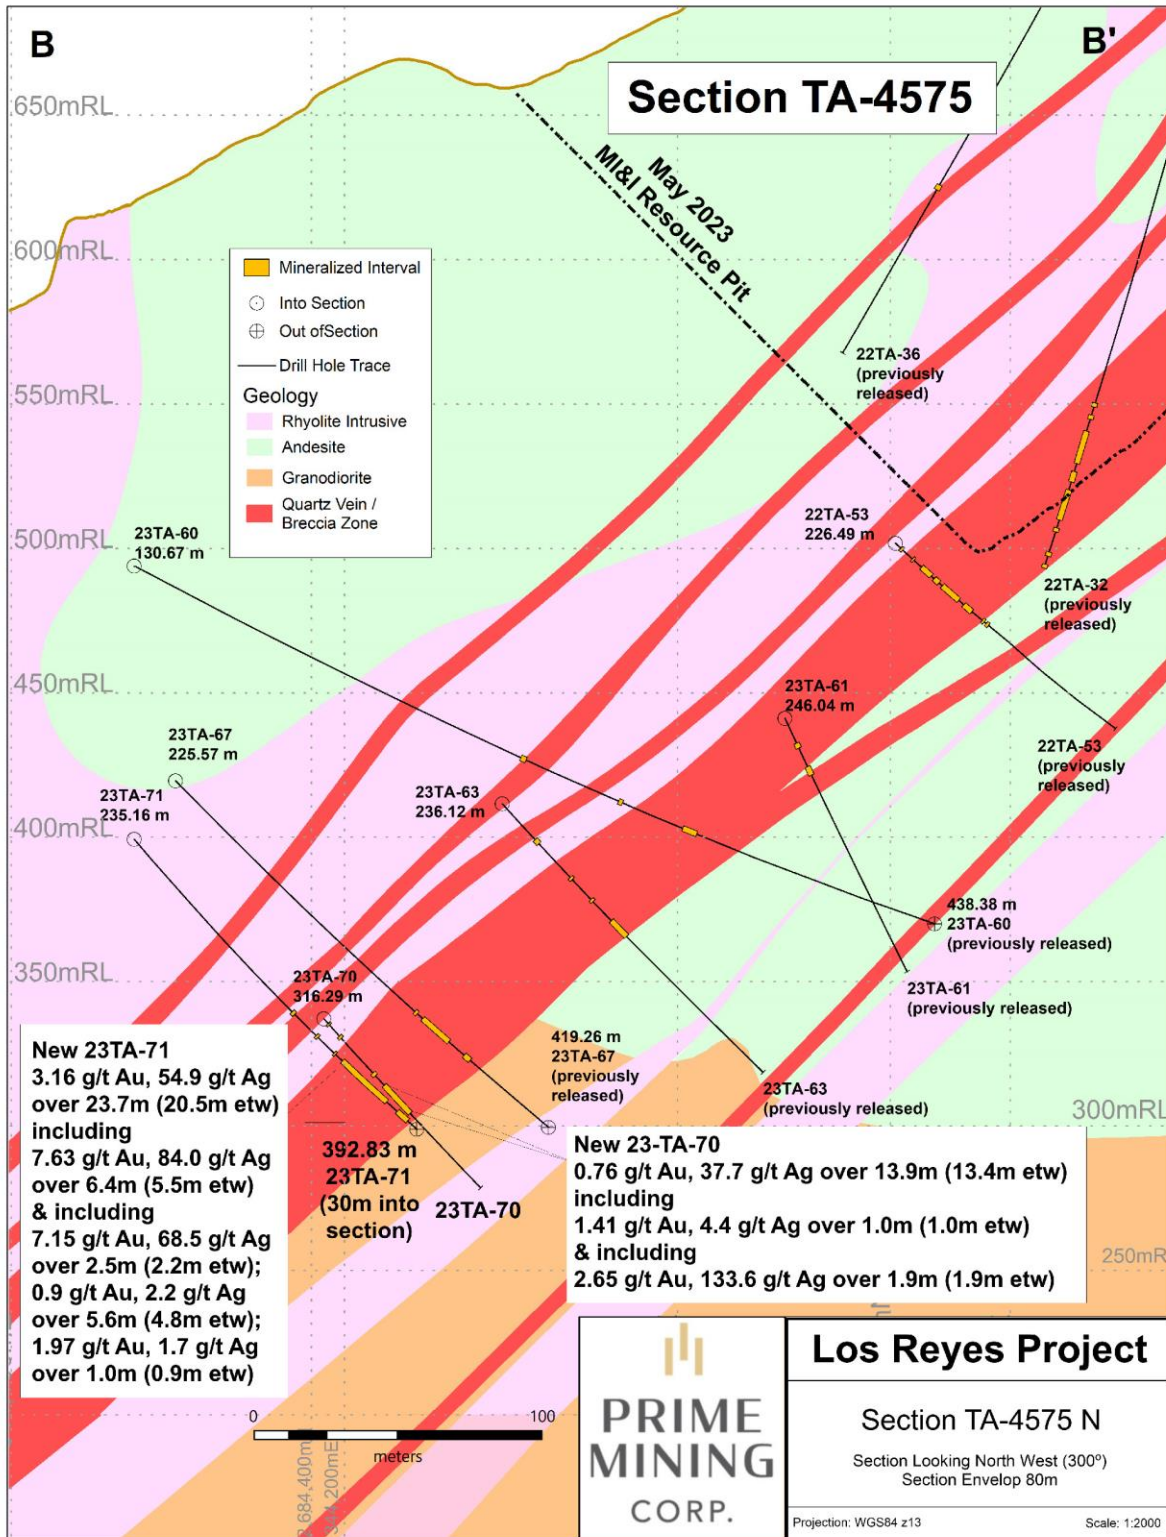 B
B'
Section TA-4575
650mRL
May 2023
MI&I Resource Pit
600mRL
Mineralized Interval
Into Section
Out ofSection
Drill Hole Trace
Geology
Rhyolite Intrusive
Andesite
Granodiorite
Quartz Vein /
Breccia Zone
22TA-36
(previously
released)
550mRL
500mRL
23TA-60
130.67 m
22TA-53
226.49 m
22TA-32
(previously
released)
450mRL
23TA-61
246.04 m
23TA-67
225.57 m
22TA-53
(previously
released)
23TA-71
235.16 m
23TA-63
236.12 m
400mRL
438.38 m
23TA-60
(previously released)
350mRL
23TA-70
316.29 m
23TA-61
(previously released)
419.26 m
23TA-67
(previously
released)
23TA-63
(previously released)
300mRL
New 23TA-71
3.16 g/t Au, 54.9 g/t Ag
over 23.7m (20.5m etw)
including
7.63 g/t Au, 84.0 g/t Ag
over 6.4m (5.5m etw)
& including
7.15 g/t Au, 68.5 g/t Ag
over 2.5m (2.2m etw);
0.9 g/t Au, 2.2 g/t Ag
over 5.6m (4.8m etw);
1.97 g/t Au, 1.7 g/t Ag
over 1.0m (0.9m etw)
392.83 m
23TA-71
(30m into
section)
23TA-70
New 23-TA-70
0.76 g/t Au, 37.7 g/t Ag over 13.9m (13.4m etw)
including
1.41 g/t Au, 4.4 g/t Ag over 1.0m (1.0m etw)
& including
2.65 g/t Au, 133.6 g/t Ag over 1.9m (1.9m etw)
250mR
0 100
meters
344,200mE
PRIME
MINING
CORP.
Los Reyes Project
Section TA-4575 N
Section Looking North West (300º)
Section Envelop 80m
Projection: WGS84 z13
Scale: 1:2000